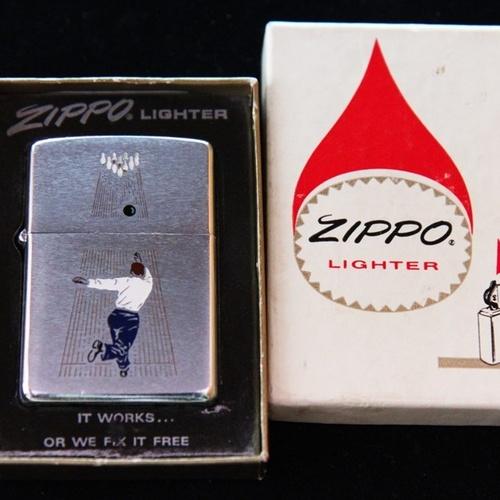 ZIPPO LIGHTER
IT WORKS...
OR WE FIX IT FREE
ZIPPO
LIGHTER